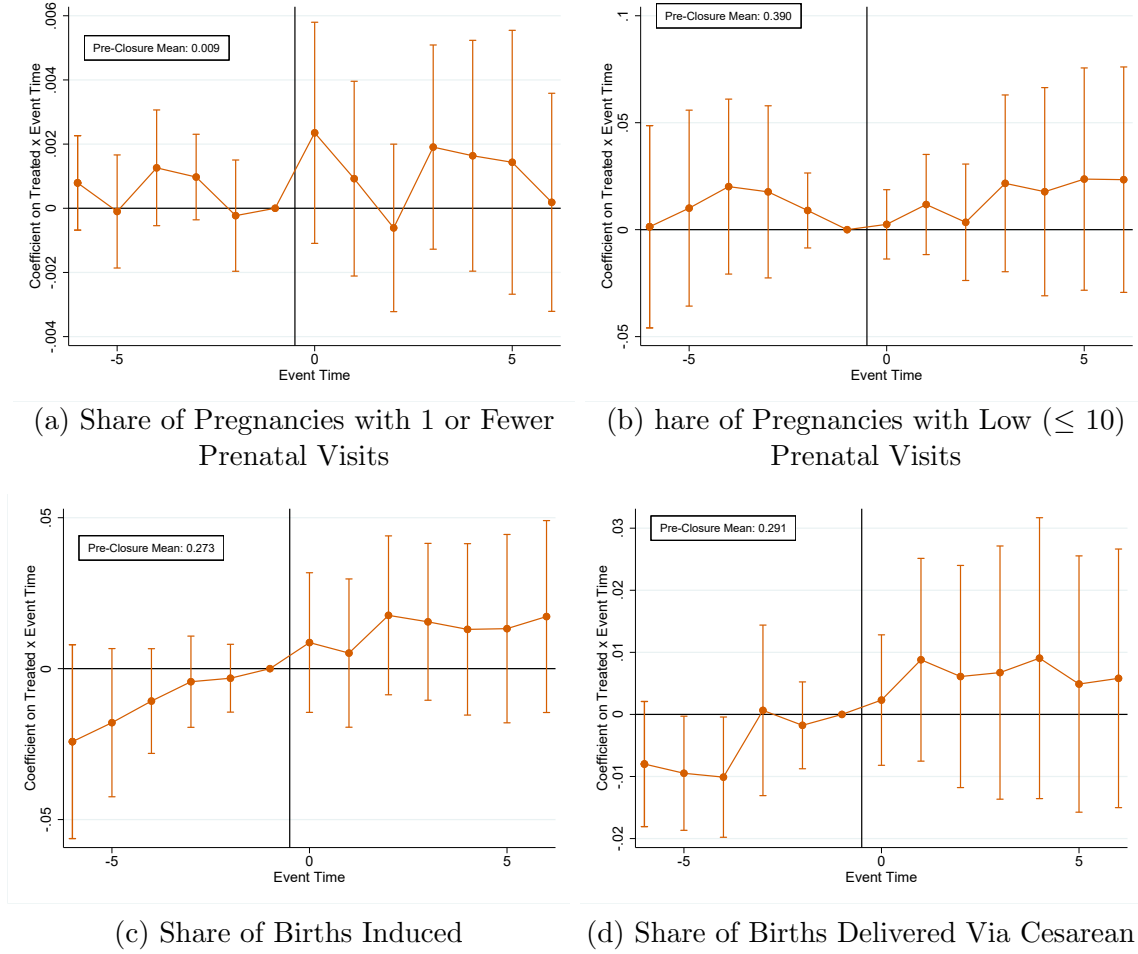 Coefficient on Treated x Event Time
.006
.004
.002
0
-.002
-.004
Pre-Closure Mean: 0.009
-5
0
5
Event Time
(a) Share of Pregnancies with 1 or Fewer
Prenatal Visits
Coefficient on Treated x Event Time
.1
.05
0
-.05
Pre-Closure Mean: 0.390
-5
0
5
Event Time
(b) hare of Pregnancies with Low (≤ 10)
Prenatal Visits
Coefficient on Treated x Event Time
.05
0
-.05
Pre-Closure Mean: 0.273
-5
0
5
Event Time
(c) Share of Births Induced
Coefficient on Treated x Event Time
.03
.02
.01
0
-.01
-.02
Pre-Closure Mean: 0.291
-5
0
5
Event Time
(d) Share of Births Delivered Via Cesarean